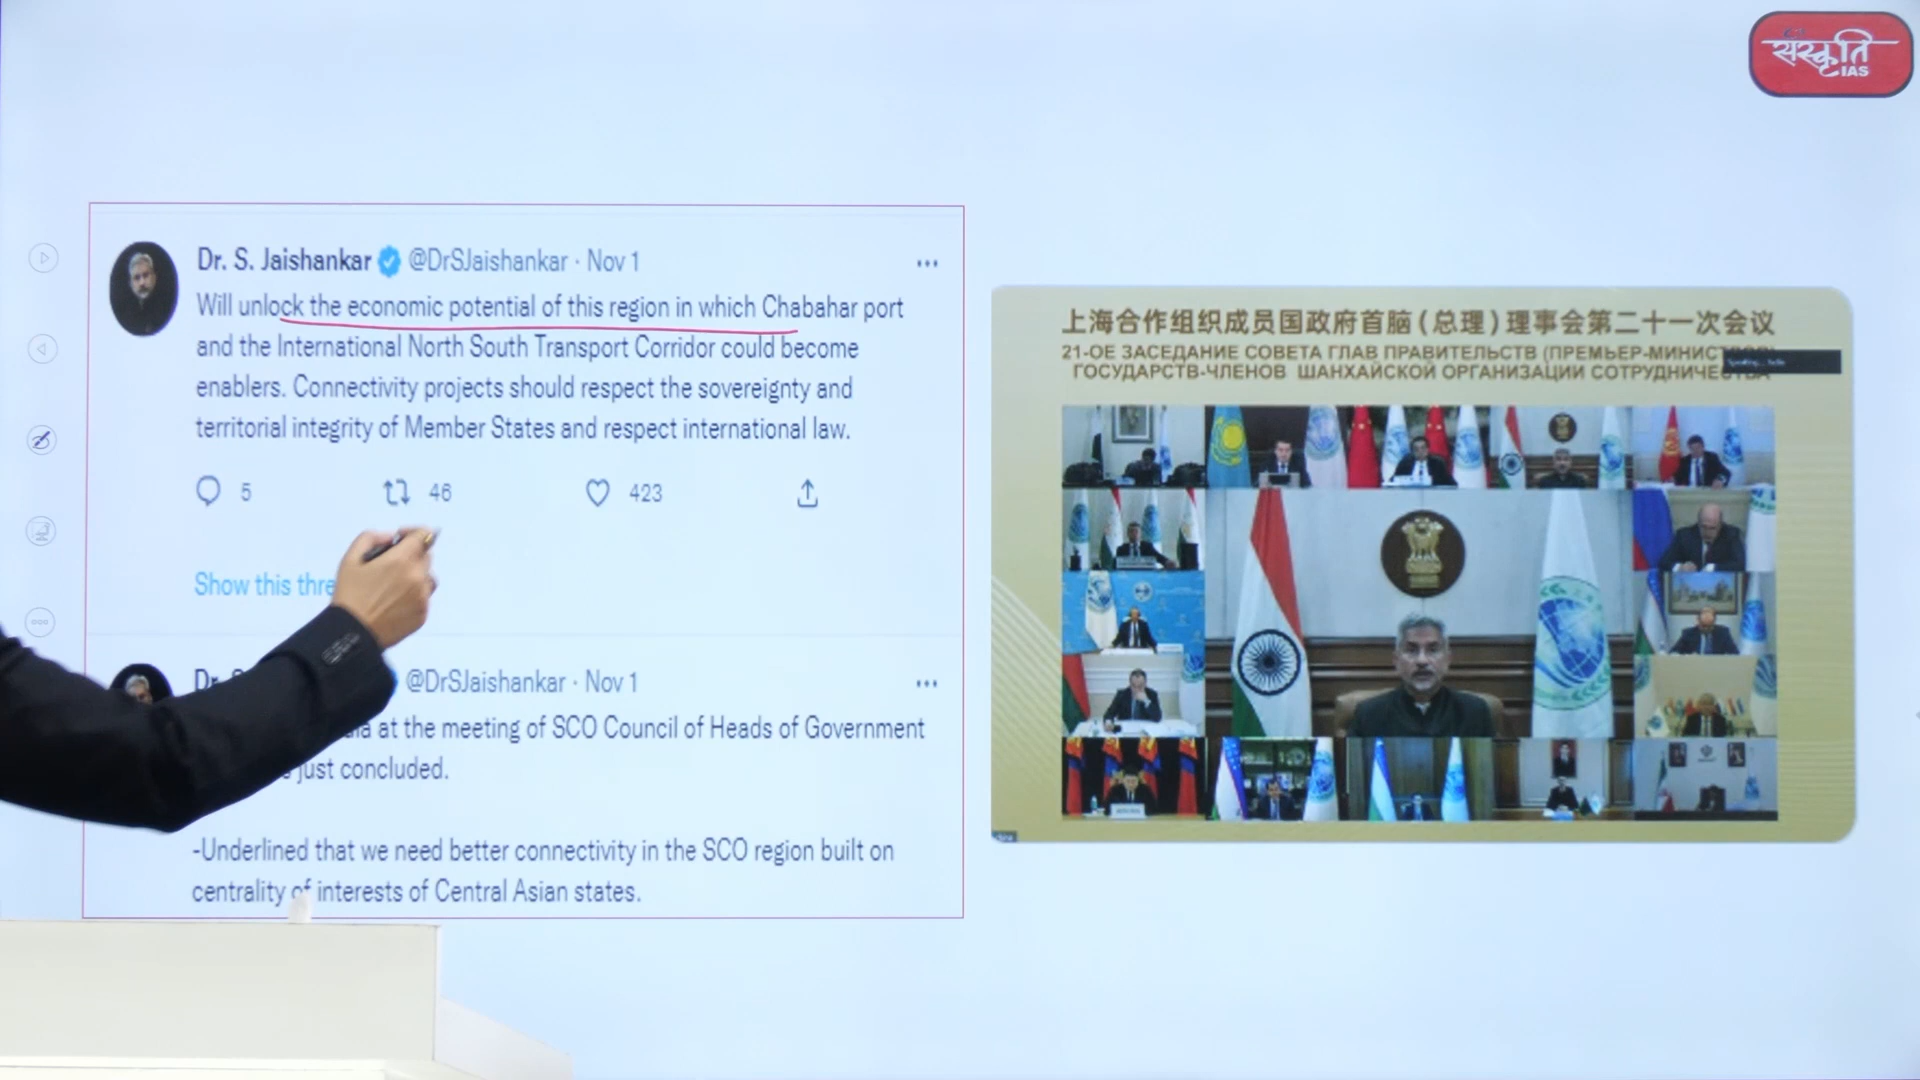 संस्कृति
IAS
Dr. S. Jaishankar @DrSJaishankar · Nov 1
Will unlock the economic potential of this region in which Chabahar port
and the International North South Transport Corridor could become
enablers. Connectivity projects should respect the sovereignty and
territorial integrity of Member States and respect international law.
5 46 423
Show this thre
Dr. S @DrSJaishankar · Nov 1
at the meeting of SCO Council of Heads of Government
just concluded.
-Underlined that we need better connectivity in the SCO region built on
centrality of interests of Central Asian states.
上海合作组织成员国政府首脑(总理)理事会第二十一次会议
21-ОЕ ЗАСЕДАНИЕ СОВЕТА ГЛАВ ПРАВИТЕЛЬСТВ (ПРЕМЬЕР-МИНИСТ
ГОСУДАРСТВ-ЧЛЕНОВ ШАНХАЙСКОЙ ОРГАНИЗАЦИИ СОТРУДНИЧЕСТВА